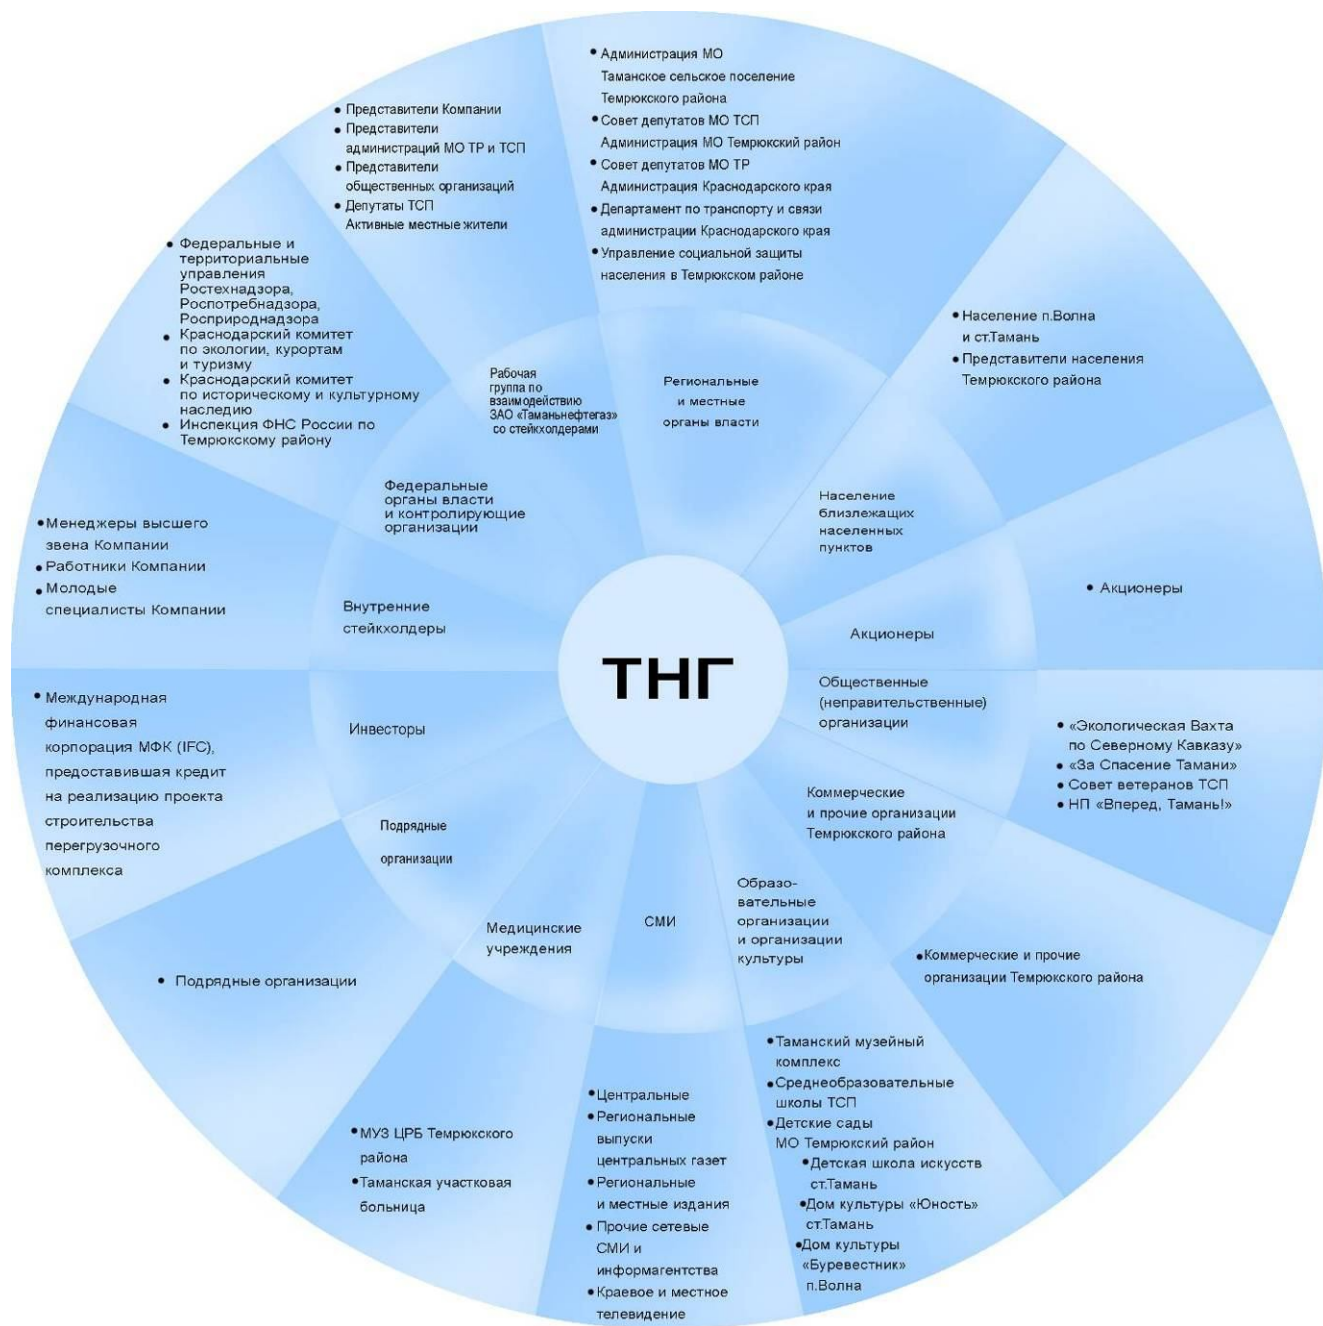 • Администрация МО
Таманское сельское поселение
Темрюкского района
• Совет депутатов МО ТСП
Администрация МО Темрюкский район
• Совет депутатов МО ТР
Администрация Краснодарского края
• Департамент по транспорту и связи
администрации Краснодарского края
• Управление социальной защиты
населения в Темрюкском районе
Региональные
и местные
органы власти
• Население п.Волна
и ст.Тамань
• Представители населения
Темрюкского района
Население
близлежащих
населенных
пунктов
• Акционеры
Акционеры
Общественные
(неправительственные)
организации
• «Экологическая Вахта
по Северному Кавказу»
• «За Спасение Тамани»
• Совет ветеранов ТСП
• НП «Вперед, Тамань!»
Коммерческие
и прочие организации
Темрюкского района
• Коммерческие и прочие
организации Темрюкского района
Образо-
вательные
организации
и организации
культуры
• Таманский музейный
комплекс
• Среднеобразовательные
школы ТСП
• Детские сады
МО Темрюкский район
• Детская школа искусств
ст.Тамань
• Дом культуры «Юность»
ст.Тамань
• Дом культуры
«Буревестник»
п.Волна
СМИ
• Центральные
• Региональные
выпуски
центральных газет
• Региональные
и местные издания
• Прочие сетевые
СМИ и
информагентства
• Краевое и местное
телевидение
Медицинские
учреждения
• МУЗ ЦРБ Темрюкского
района
• Таманская участковая
больница
Подрядные
организации
• Подрядные организации
Инвесторы
• Международная
финансовая
корпорация МФК (IFC),
предоставившая кредит
на реализацию проекта
строительства
перегрузочного
комплекса
Внутренние
стейкхолдеры
• Менеджеры высшего
звена Компании
• Работники Компании
• Молодые
специалисты Компании
Федеральные
органы власти
и контролирующие
организации
• Федеральные и
территориальные
управления
Ростехнадзора,
Роспотребнадзора,
Росприроднадзора
• Краснодарский комитет
по экологии, курортам
и туризму
• Краснодарский комитет
по историческому и культурному
наследию
• Инспекция ФНС России по
Темрюкскому району
Рабочая
группа по
взаимодействию
ЗАО «Таманьнефтегаз»
со стейкхолдерами
• Представители Компании
• Представители
администраций МО ТР и ТСП
• Представители
общественных организаций
• Депутаты ТСП
Активные местные жители
ТНГ